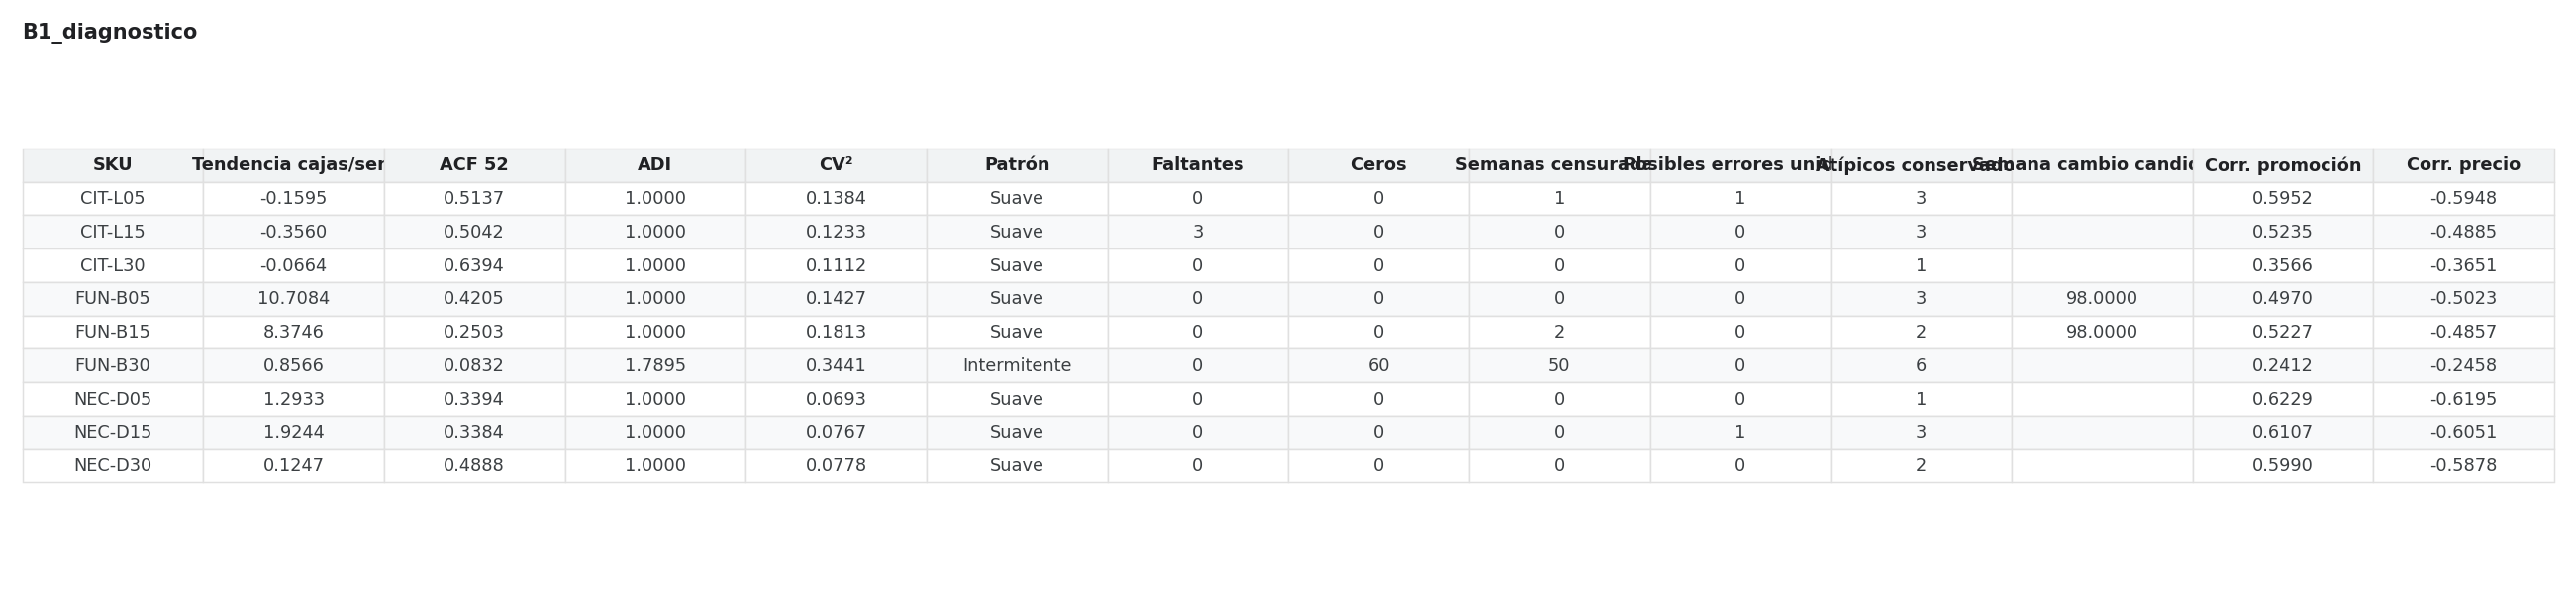 B1_diagnostico
SKU Tendencia cajas/sem ACF 52 ADI CV² Patrón Faltantes Ceros Semanas censuradas Posibles errores unid Atípicos conservados Semana cambio candid Corr. promoción Corr. precio
CIT-L05 -0.1595 0.5137 1.0000 0.1384 Suave 0 0 1 1 3 0.5952 -0.5948
CIT-L15 -0.3560 0.5042 1.0000 0.1233 Suave 3 0 0 0 3 0.5235 -0.4885
CIT-L30 -0.0664 0.6394 1.0000 0.1112 Suave 0 0 0 0 1 0.3566 -0.3651
FUN-B05 10.7084 0.4205 1.0000 0.1427 Suave 0 0 0 0 3 98.0000 0.4970 -0.5023
FUN-B15 8.3746 0.2503 1.0000 0.1813 Suave 0 0 2 0 2 98.0000 0.5227 -0.4857
FUN-B30 0.8566 0.0832 1.7895 0.3441 Intermitente 0 60 50 0 6 0.2412 -0.2458
NEC-D05 1.2933 0.3394 1.0000 0.0693 Suave 0 0 0 0 1 0.6229 -0.6195
NEC-D15 1.9244 0.3384 1.0000 0.0767 Suave 0 0 0 1 3 0.6107 -0.6051
NEC-D30 0.1247 0.4888 1.0000 0.0778 Suave 0 0 0 0 2 0.5990 -0.5878